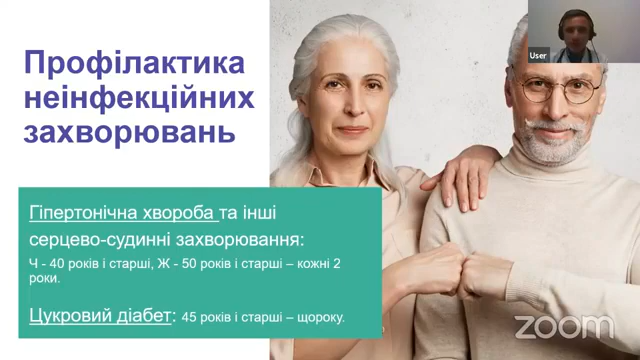 Профілактика
неінфекційних
захворювань
User
Гіпертонічна хвороба та інші
серцево-судинні захворювання:
Ч - 40 років і старші, Ж - 50 років і старші – кожні 2
роки.
Цукровий діабет: 45 років і старші – щороку.
zoom